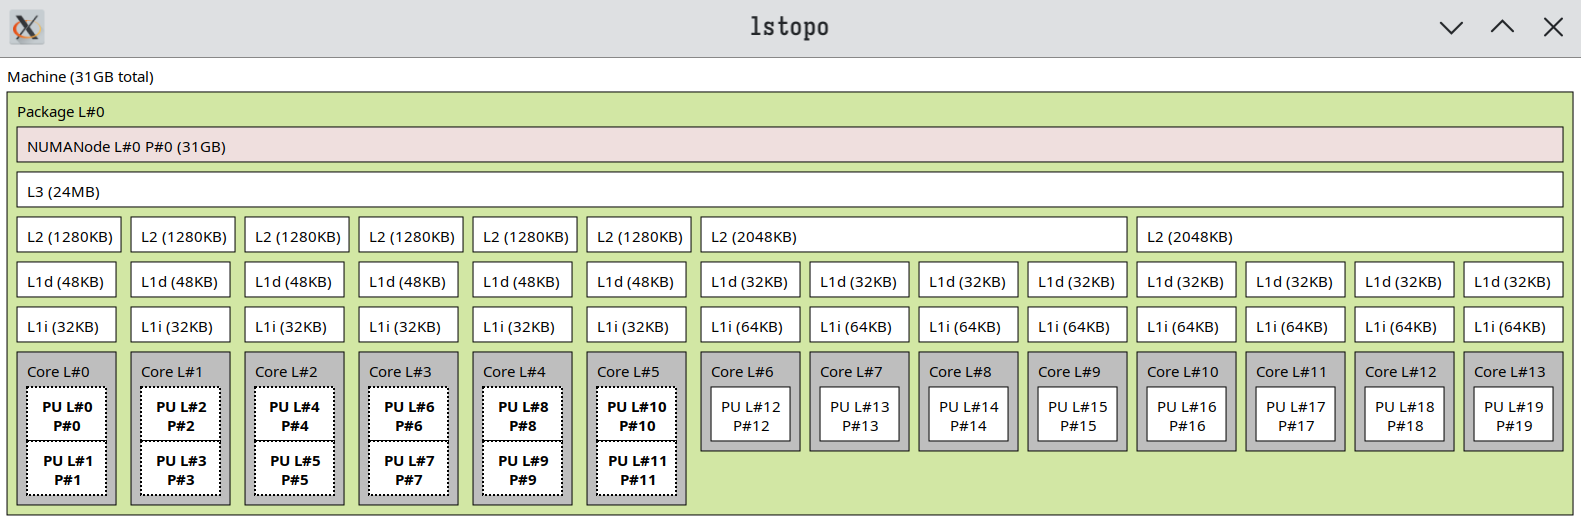 lstopo
Machine (31GB total)
Package L#0
NUMANode L#0 P#0 (31GB)
L3 (24MB)
L2 (1280KB) L2 (1280KB) L2 (1280KB) L2 (1280KB) L2 (1280KB) L2 (1280KB) L2 (2048KB) L2 (2048KB)
L1d (48KB) L1d (48KB) L1d (48KB) L1d (48KB) L1d (48KB) L1d (48KB) L1d (32KB) L1d (32KB) L1d (32KB) L1d (32KB) L1d (32KB) L1d (32KB) L1d (32KB) L1d (32KB)
L1i (32KB) L1i (32KB) L1i (32KB) L1i (32KB) L1i (32KB) L1i (32KB) L1i (64KB) L1i (64KB) L1i (64KB) L1i (64KB) L1i (64KB) L1i (64KB) L1i (64KB) L1i (64KB)
Core L#0 Core L#1 Core L#2 Core L#3 Core L#4 Core L#5 Core L#6 Core L#7 Core L#8 Core L#9 Core L#10 Core L#11 Core L#12 Core L#13
PU L#0 PU L#2 PU L#4 PU L#6 PU L#8 PU L#10 PU L#12 PU L#13 PU L#14 PU L#15 PU L#16 PU L#17 PU L#18 PU L#19
P#0 P#2 P#4 P#6 P#8 P#10 P#12 P#13 P#14 P#15 P#16 P#17 P#18 P#19
PU L#1 PU L#3 PU L#5 PU L#7 PU L#9 PU L#11
P#1 P#3 P#5 P#7 P#9 P#11